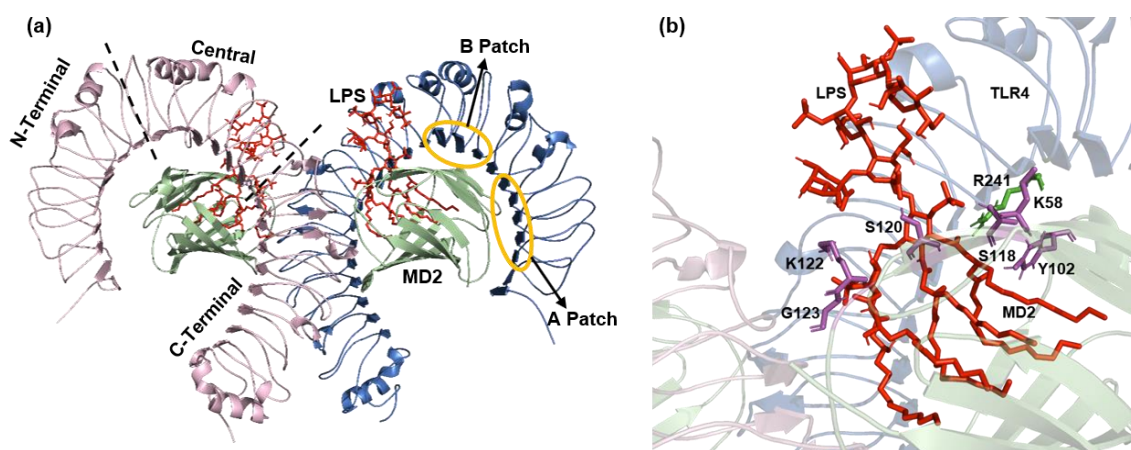 (a)
N-Terminal
Central
LPS
B Patch
MD2
A Patch
C-Terminal
(b)
LPS
TLR4
R241
K58
S120
S118
Y102
K122
G123
MD2